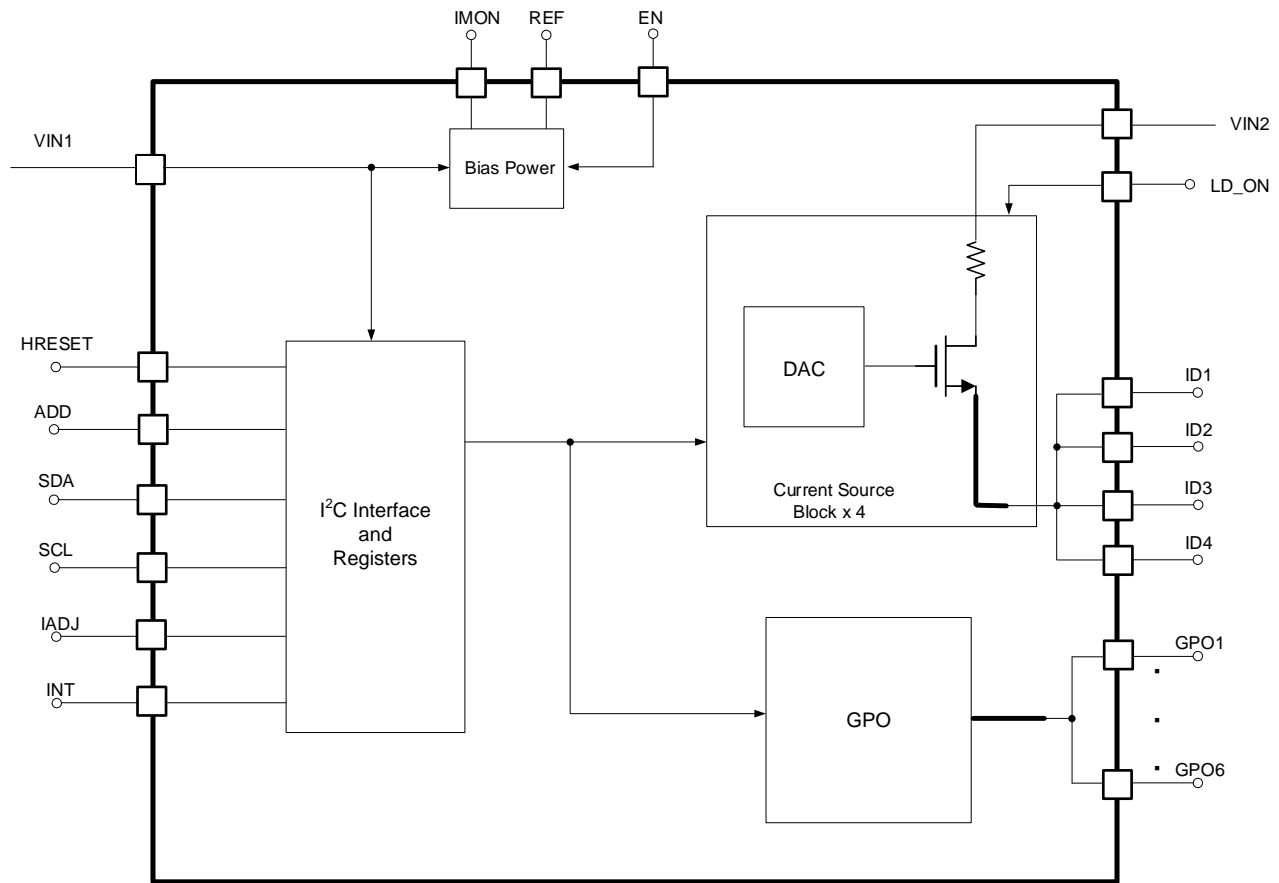 IMON
REF
EN
VIN1
VIN2
Bias Power
LD_ON
HRESET
ADD
SDA
SCL
IADJ
INT
I²C Interface
and
Registers
DAC
Current Source
Block x 4
ID1
ID2
ID3
ID4
GPO
GPO1
GPO6